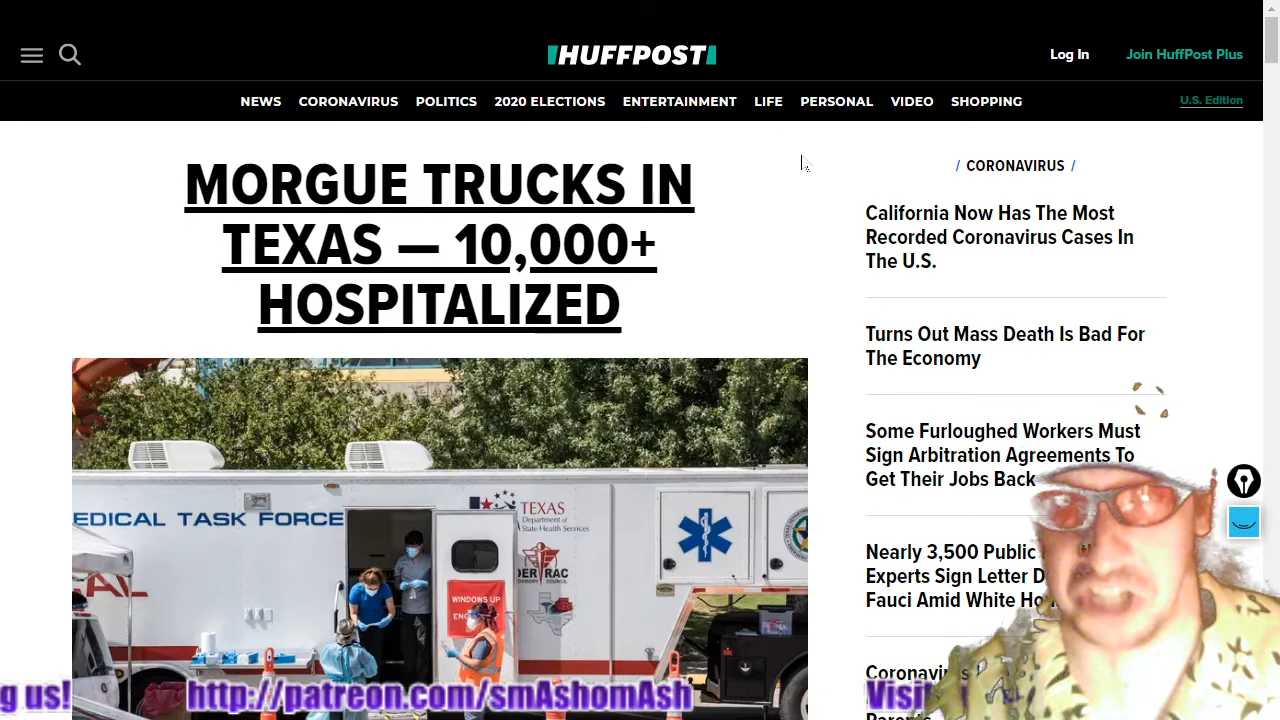 HUFFPOST
Log In
Join HuffPost Plus
NEWS CORONAVIRUS POLITICS 2020 ELECTIONS ENTERTAINMENT LIFE PERSONAL VIDEO SHOPPING
U.S. Edition
MORGUE TRUCKS IN
TEXAS — 10,000+
HOSPITALIZED
/ CORONAVIRUS /
California Now Has The Most
Recorded Coronavirus Cases In
The U.S.
Turns Out Mass Death Is Bad For
The Economy
Some Furloughed Workers Must
Sign Arbitration Agreements To
Get Their Jobs Back
Nearly 3,500 Public
Experts Sign Letter D
Fauci Amid White Ho
Coronavirus
EDICAL TASK FORCE
TEXAS
Department of
State Health Services
WINDOWS UP
g us!
http://patreon.com/smAshomAsh
Visi